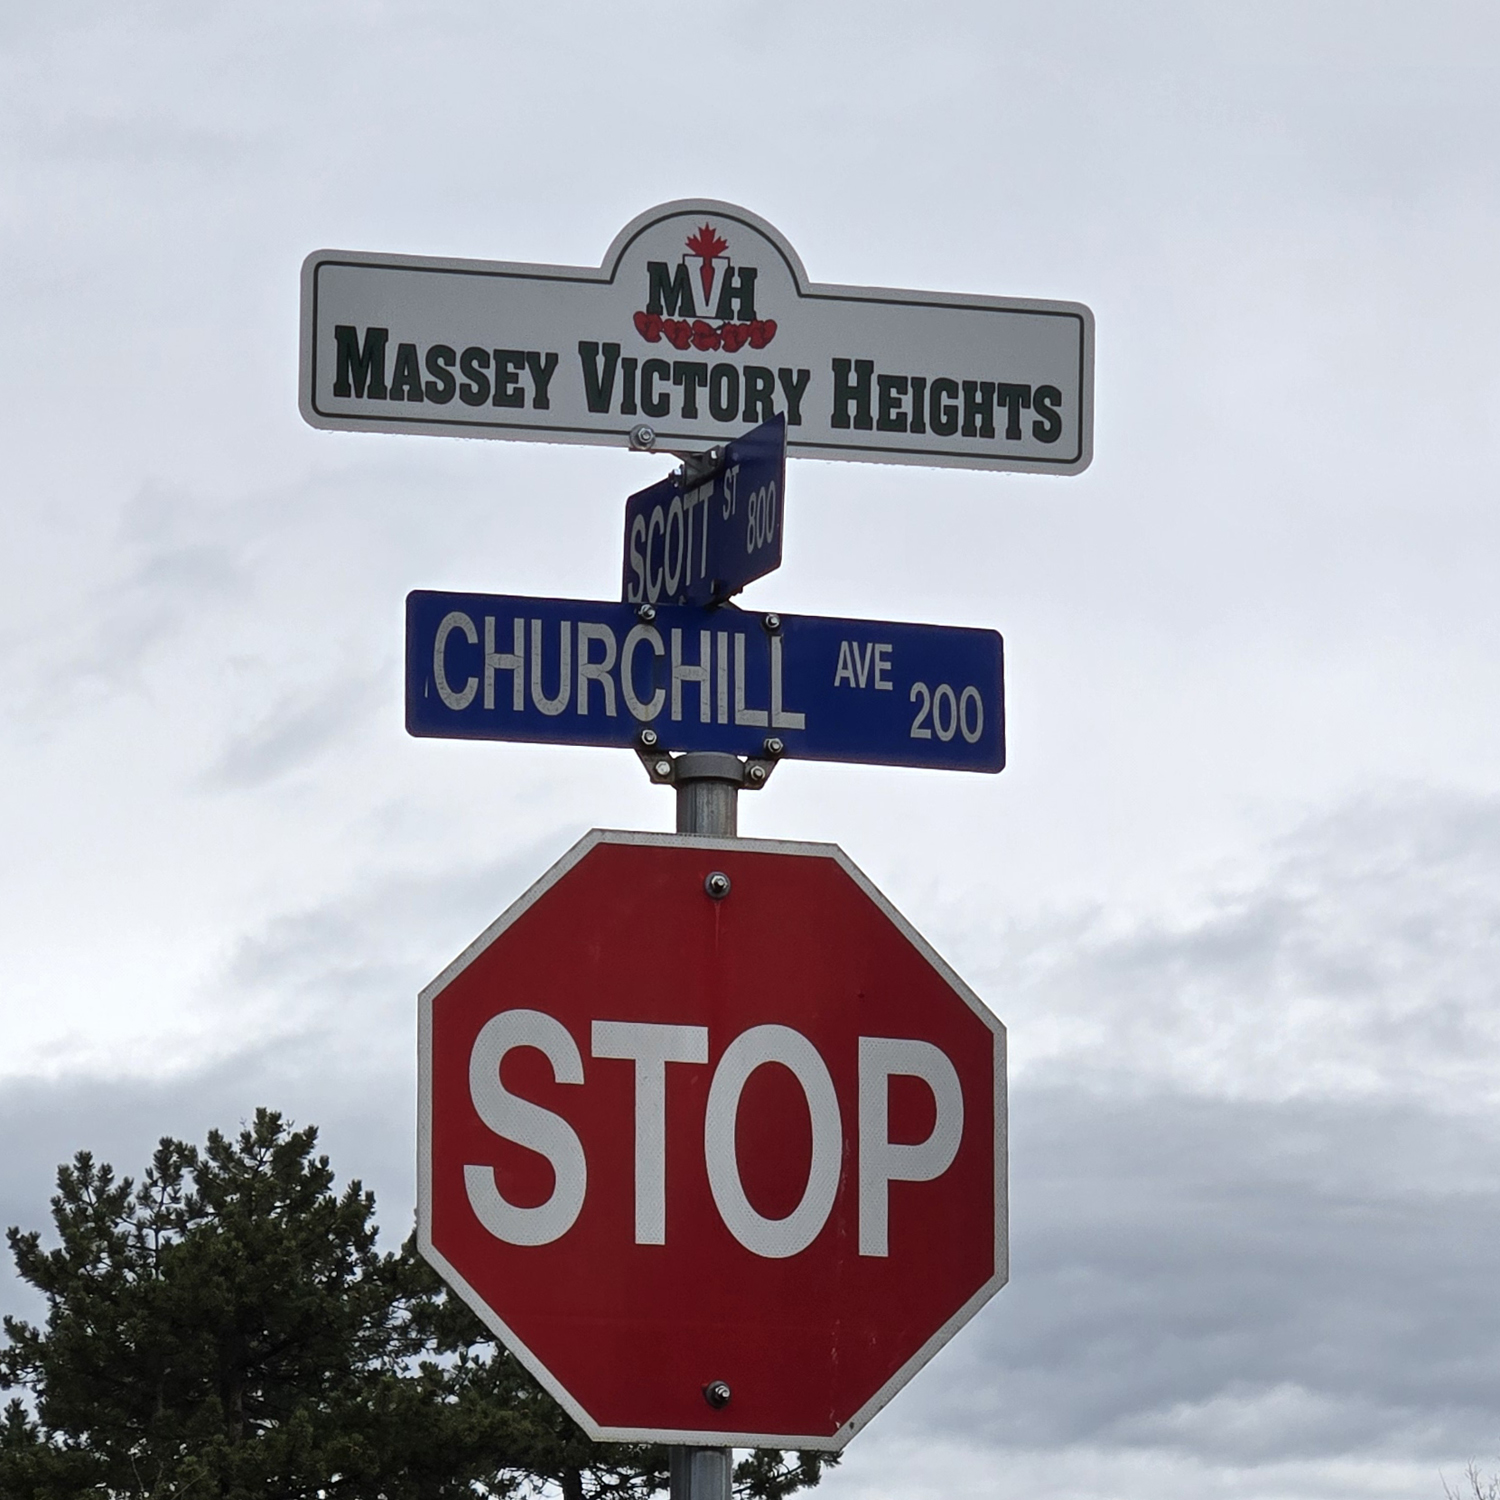 MVH
MASSEY VICTORY HEIGHTS
SCOTT ST 800
CHURCHILL AVE 200
STOP